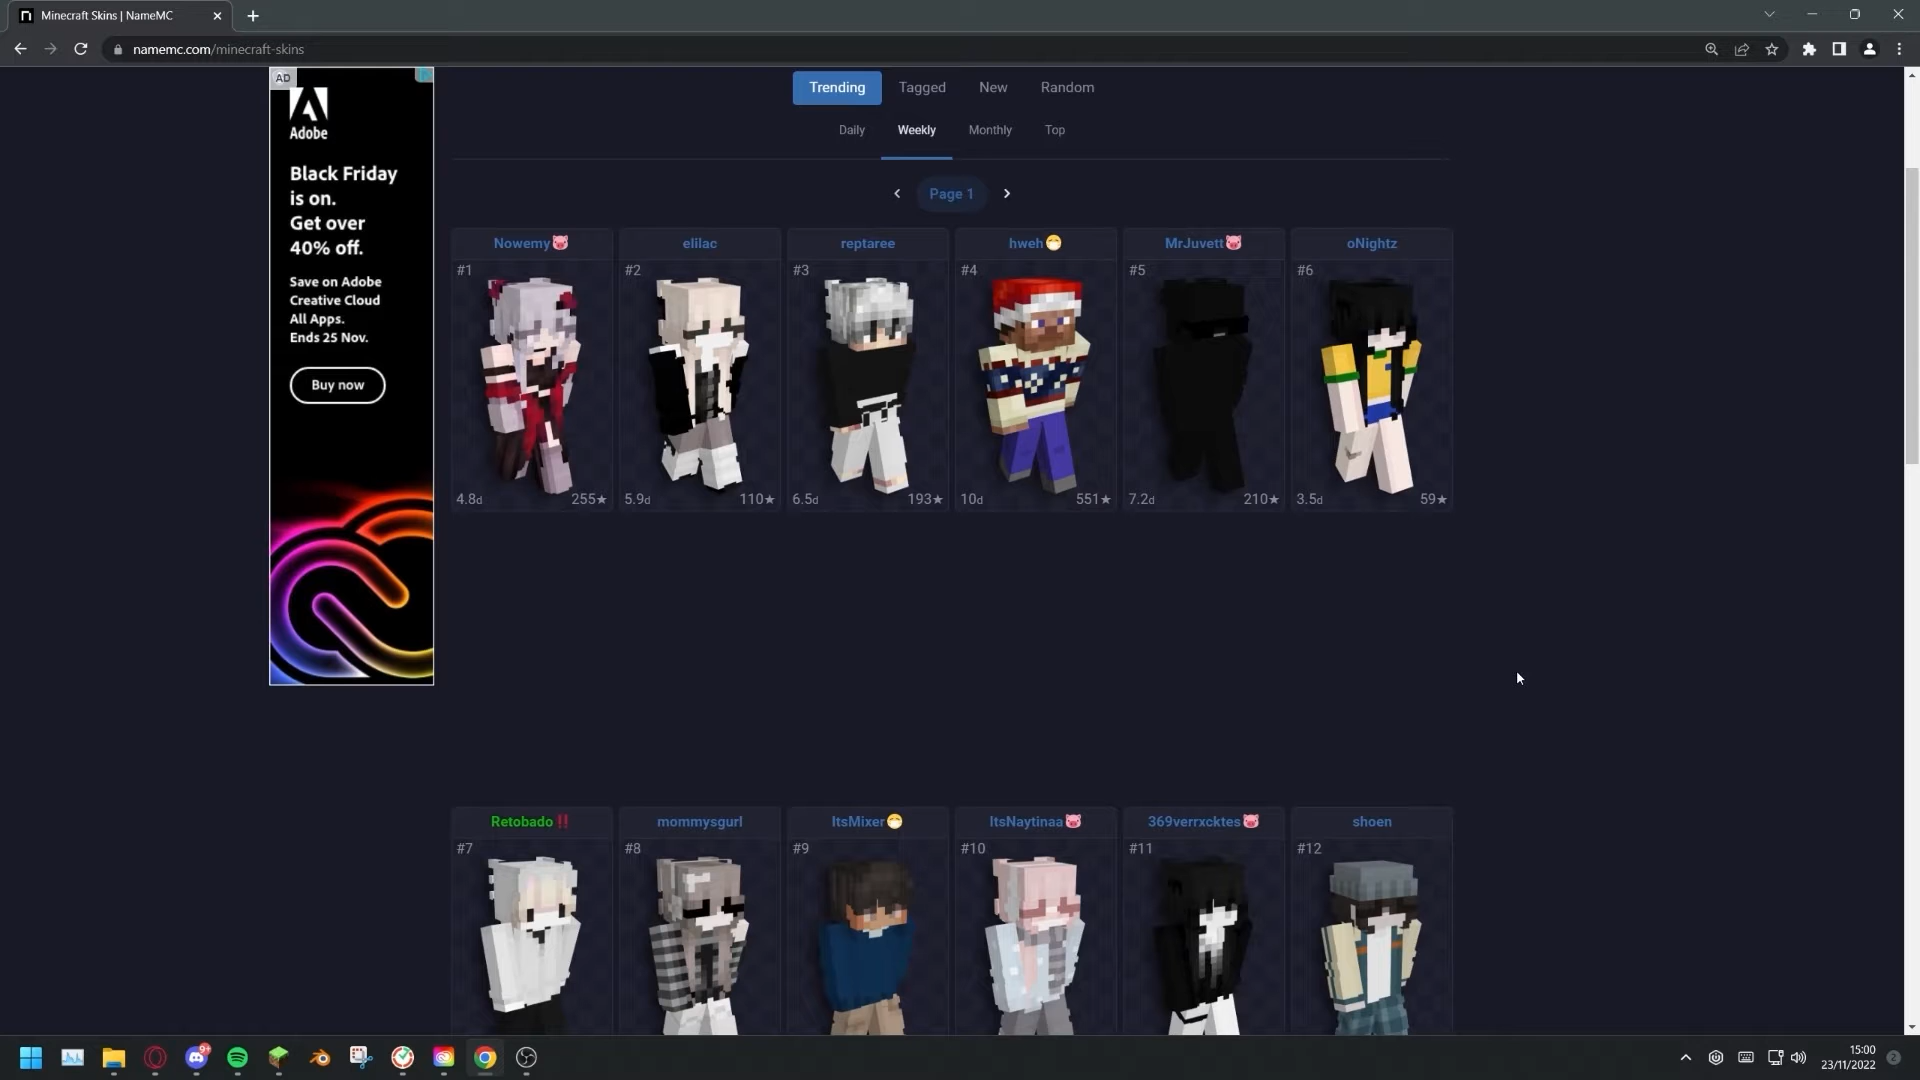 Minecraft Skins | NameMC
namemc.com/minecraft-skins
AD
Adobe
Black Friday
is on.
Get over
40% off.
Save on Adobe
Creative Cloud
All Apps.
Ends 25 Nov.
Buy now
Trending Tagged New Random
Daily Weekly Monthly Top
Page 1
Nowemy elilac reptaree hweh MrJuvett oNightz
#1 #2 #3 #4 #5 #6
4.8d 255★ 5.9d 110★ 6.5d 193★ 10d 551★ 7.2d 210★ 3.5d 59★
Retobado mommysgurl ItsMixer ItsNaytinaa 369verrxcktes shoen
#7 #8 #9 #10 #11 #12
9+
15:00
23/11/2022
2